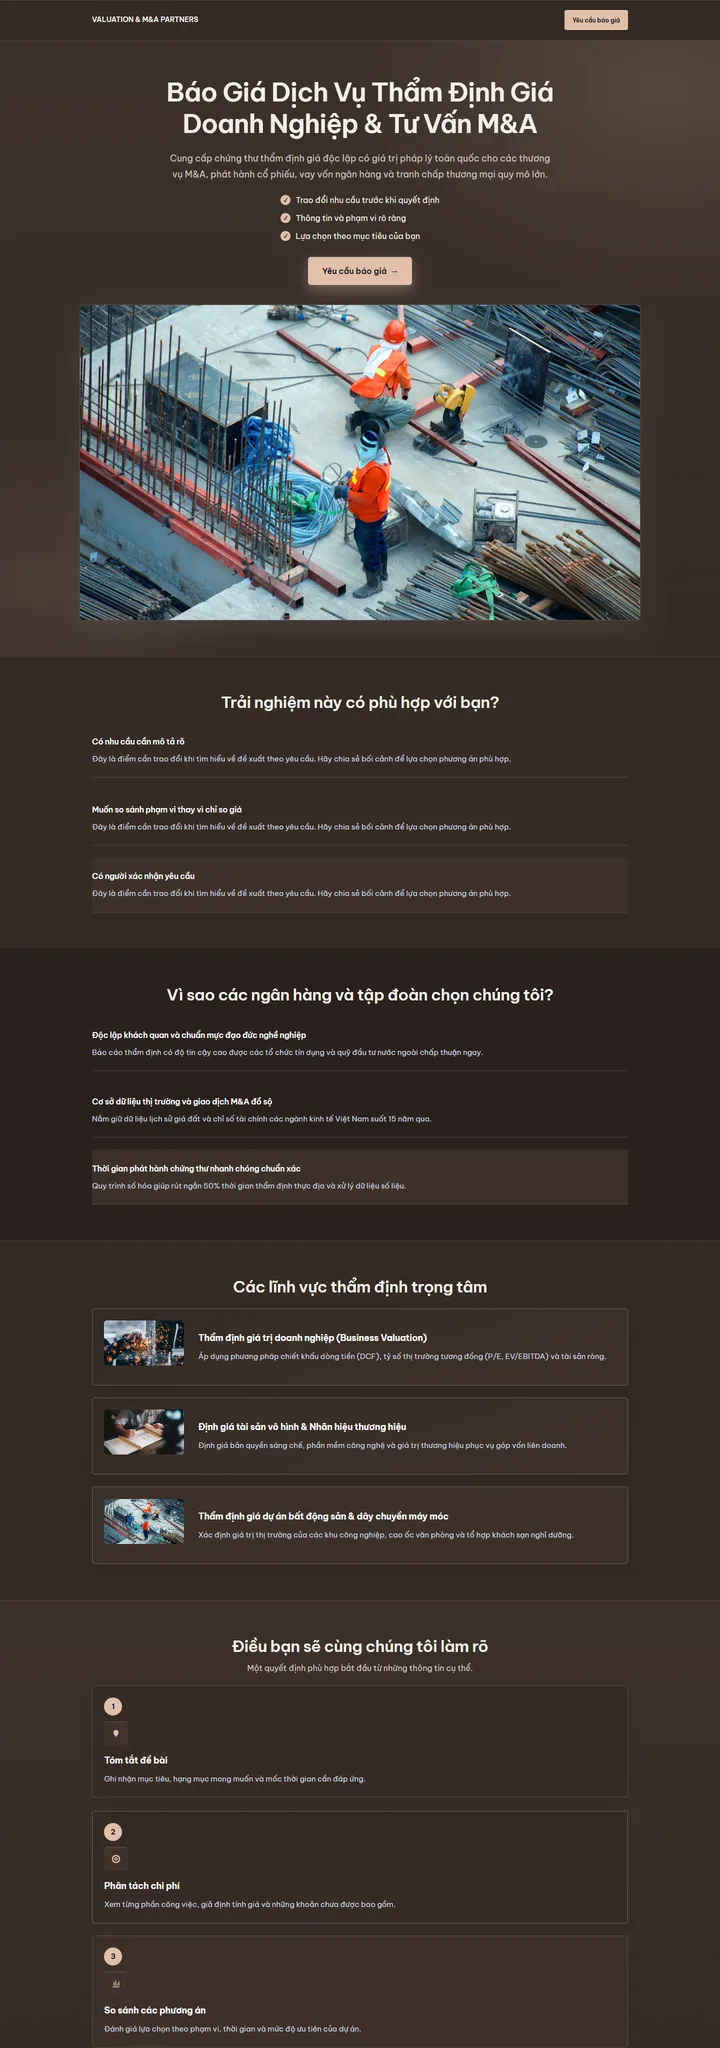 VALUATION & M&A PARTNERS
Yêu cầu báo giá
Báo Giá Dịch Vụ Thẩm Định Giá
Doanh Nghiệp & Tư Vấn M&A
Cung cấp chứng thư thẩm định giá độc lập có giá trị pháp lý toàn quốc cho các thương
vụ M&A, phát hành cổ phiếu, vay vốn ngân hàng và tranh chấp thương mại quy mô lớn.
Trao đổi nhu cầu trước khi quyết định
Thông tin và phạm vi rõ ràng
Lựa chọn theo mục tiêu của bạn
Yêu cầu báo giá →
Trải nghiệm này có phù hợp với bạn?
Có nhu cầu cần mô tả rõ
Đây là điểm cần trao đổi khi tìm hiểu về đề xuất theo yêu cầu. Hãy chia sẻ bối cảnh để lựa chọn phương án phù hợp.
Muốn so sánh phạm vi thay vì chỉ so giá
Đây là điểm cần trao đổi khi tìm hiểu về đề xuất theo yêu cầu. Hãy chia sẻ bối cảnh để lựa chọn phương án phù hợp.
Có người xác nhận yêu cầu
Đây là điểm cần trao đổi khi tìm hiểu về đề xuất theo yêu cầu. Hãy chia sẻ bối cảnh để lựa chọn phương án phù hợp.
Vì sao các ngân hàng và tập đoàn chọn chúng tôi?
Độc lập khách quan và chuẩn mực đạo đức nghề nghiệp
Báo cáo thẩm định có độ tin cậy cao được các tổ chức tín dụng và quỹ đầu tư nước ngoài chấp thuận ngay.
Cơ sở dữ liệu thị trường và giao dịch M&A đồ sộ
Nắm giữ dữ liệu lịch sử giá đất và chỉ số tài chính các ngành kinh tế Việt Nam suốt 15 năm qua.
Thời gian phát hành chứng thư nhanh chóng chuẩn xác
Quy trình số hóa giúp rút ngắn 50% thời gian thẩm định thực địa và xử lý dữ liệu số liệu.
Các lĩnh vực thẩm định trọng tâm
Thẩm định giá trị doanh nghiệp (Business Valuation)
Áp dụng phương pháp chiết khấu dòng tiền (DCF), tỷ số thị trường tương đồng (P/E, EV/EBITDA) và tài sản ròng.
Định giá tài sản vô hình & Nhãn hiệu thương hiệu
Định giá bản quyền sáng chế, phần mềm công nghệ và giá trị thương hiệu phục vụ góp vốn liên doanh.
Thẩm định giá dự án bất động sản & dây chuyền máy móc
Xác định giá trị thị trường của các khu công nghiệp, cao ốc văn phòng và tổ hợp khách sạn nghỉ dưỡng.
Điều bạn sẽ cùng chúng tôi làm rõ
Một quyết định phù hợp bắt đầu từ những thông tin cụ thể.
1
Tóm tắt đề bài
Ghi nhận mục tiêu, hạng mục mong muốn và mốc thời gian cần đáp ứng.
2
Phân tách chi phí
Xem từng phần công việc, giả định tính giá và những khoản chưa được bao gồm.
3
So sánh các phương án
Đánh giá lựa chọn theo phạm vi, thời gian và mức độ ưu tiên của dự án.